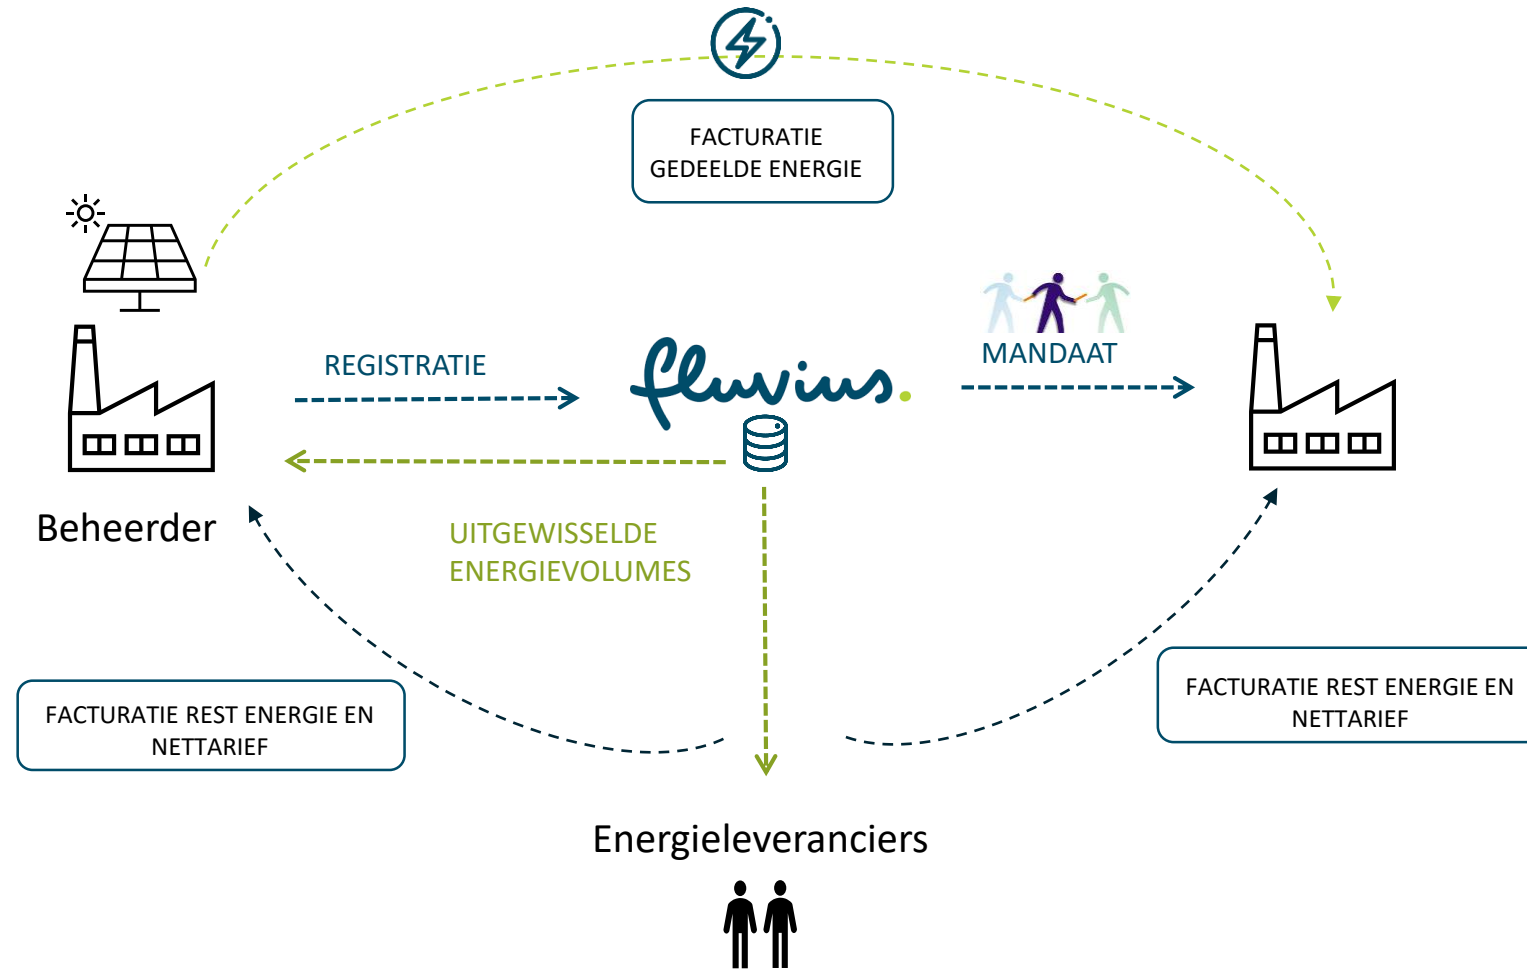 FACTURATIE
GEDEELDE ENERGIE
REGISTRATIE
fluvius.
MANDAAT
Beheerder
UITGEWISSELDE
ENERGIEVOLUMES
FACTURATIE REST ENERGIE EN
NETTARIEF
FACTURATIE REST ENERGIE EN
NETTARIEF
Energieleveranciers